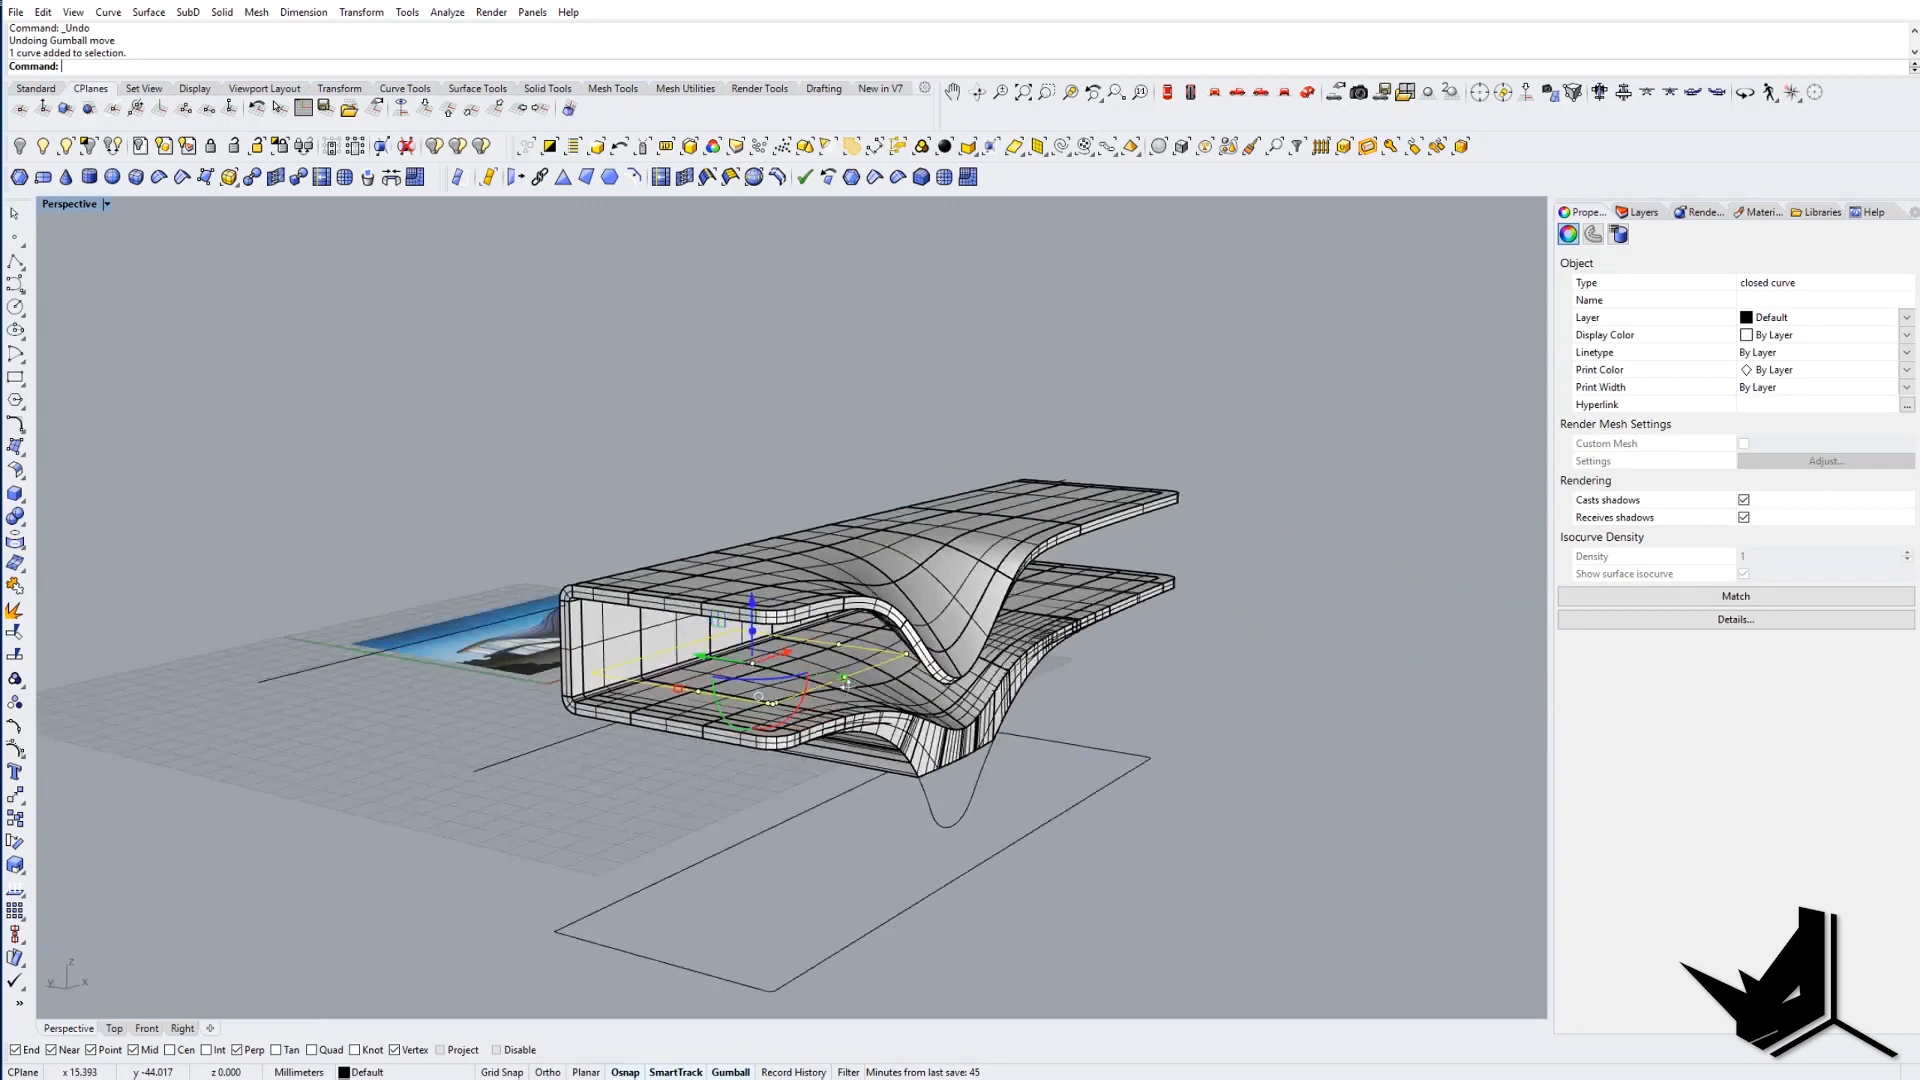 File Edit View Curve Surface SubD Solid Mesh Dimension Transform Tools Analyze Render Panels Help
Command: _Undo
Undoing Gumball move
1 curve added to selection.
Command:
Standard CPlanes Set View Display Viewport Layout Transform Curve Tools Surface Tools Solid Tools Mesh Tools Mesh Utilities Render Tools Drafting New in V7
Perspective
Prope... Layers Rende... Materi... Libraries Help
Object
Type closed curve
Name
Layer Default
Display Color By Layer
Linetype By Layer
Print Color By Layer
Print Width By Layer
Hyperlink ...
Render Mesh Settings
Custom Mesh
Settings Adjust...
Rendering
Casts shadows
Receives shadows
Isocurve Density
Density 1
Show surface isocurve
Match
Details...
z
y x
Perspective Top Front Right
End Near Point Mid Cen Int Perp Tan Quad Knot Vertex Project Disable
CPlane x 15.393 y -44.017 z 0.000 Millimeters Default Grid Snap Ortho Planar Osnap SmartTrack Gumball Record History Filter Minutes from last save: 45